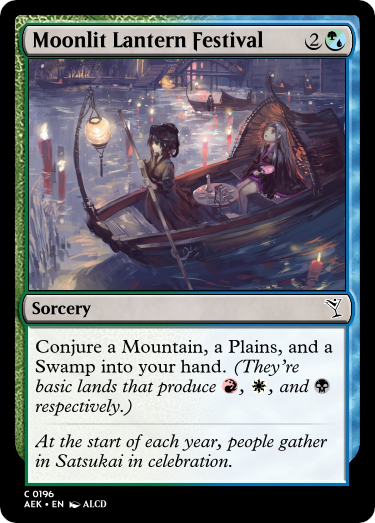 Moonlit Lantern Festival 2
Sorcery
Conjure a Mountain, a Plains, and a
Swamp into your hand. (They're
basic lands that produce , , and
respectively.)
At the start of each year, people gather
in Satsukai in celebration.
C 0196
AEK • EN ALCD